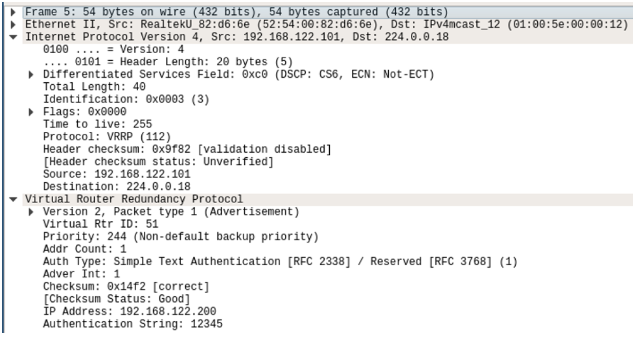 Frame 5: 54 bytes on wire (432 bits), 54 bytes captured (432 bits)
Ethernet II, Src: RealtekU_82:d6:6e (52:54:00:82:d6:6e), Dst: IPv4mcast_12 (01:00:5e:00:00:12)
Internet Protocol Version 4, Src: 192.168.122.101, Dst: 224.0.0.18
0100 .... = Version: 4
.... 0101 = Header Length: 20 bytes (5)
Differentiated Services Field: 0xc0 (DSCP: CS6, ECN: Not-ECT)
Total Length: 40
Identification: 0x0003 (3)
Flags: 0x0000
Time to live: 255
Protocol: VRRP (112)
Header checksum: 0x9f82 [validation disabled]
[Header checksum status: Unverified]
Source: 192.168.122.101
Destination: 224.0.0.18
Virtual Router Redundancy Protocol
Version 2, Packet type 1 (Advertisement)
Virtual Rtr ID: 51
Priority: 244 (Non-default backup priority)
Addr Count: 1
Auth Type: Simple Text Authentication [RFC 2338] / Reserved [RFC 3768] (1)
Adver Int: 1
Checksum: 0x14f2 [correct]
[Checksum Status: Good]
IP Address: 192.168.122.200
Authentication String: 12345